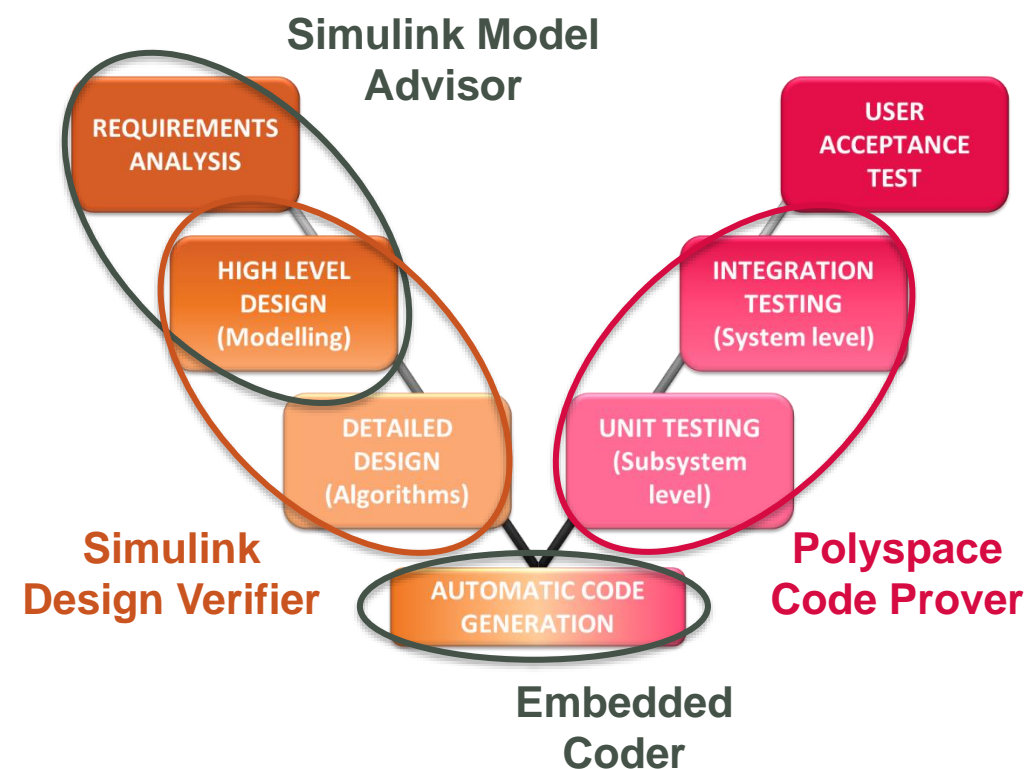 Simulink Model
Advisor
REQUIREMENTS
ANALYSIS
USER
ACCEPTANCE
TEST
HIGH LEVEL
DESIGN
(Modelling)
INTEGRATION
TESTING
(System level)
DETAILED
DESIGN
(Algorithms)
UNIT TESTING
(Subsystem
level)
Simulink
Design Verifier
Polyspace
Code Prover
AUTOMATIC CODE
GENERATION
Embedded
Coder